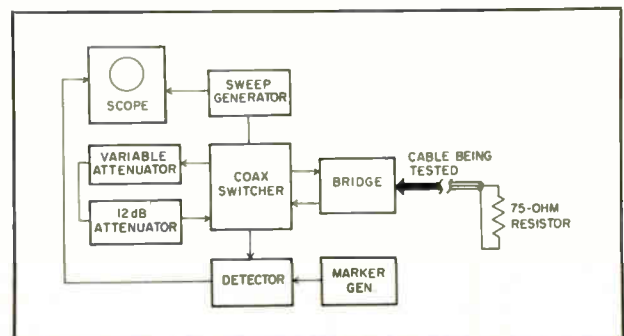 SCOPE
SWEEP
GENERATOR
VARIABLE
ATTENUATOR
12dB
ATTENUATOR
COAX
SWITCHER
BRIDGE
CABLE BEING
TESTED
75-OHM
RESISTOR
DETECTOR
MARKER
GEN.